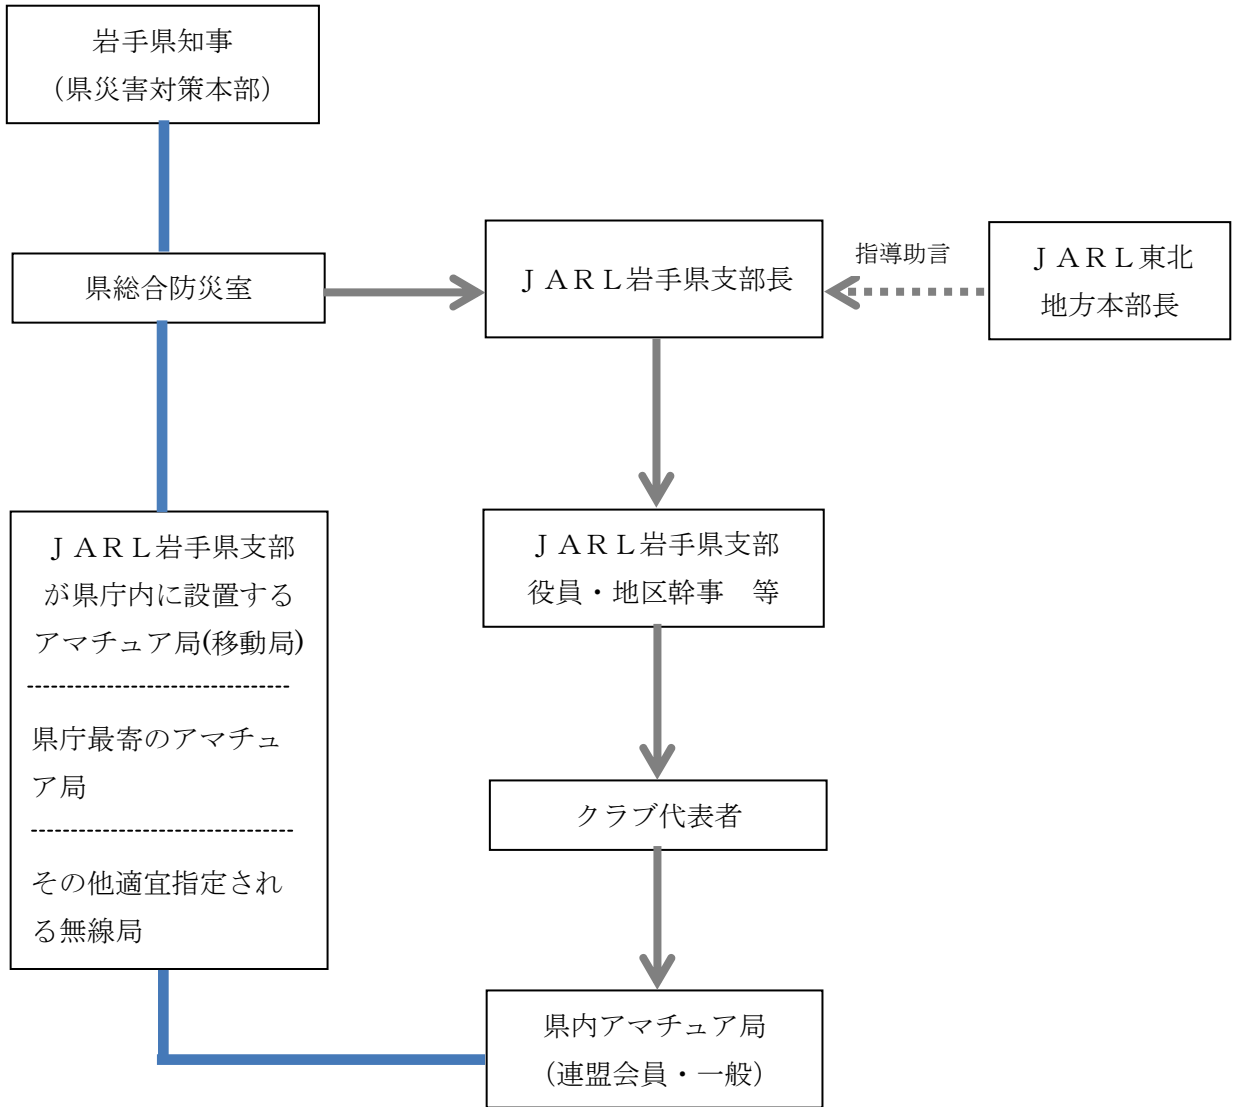 岩手県知事
（県災害対策本部）
県総合防災室
ＪＡＲＬ岩手県支部長
指導助言
ＪＡＲＬ東北
地方本部長
ＪＡＲＬ岩手県支部
が県庁内に設置する
アマチュア局(移動局)
県庁最寄のアマチュ
ア局
その他適宜指定され
る無線局
ＪＡＲＬ岩手県支部
役員・地区幹事　等
クラブ代表者
県内アマチュア局
（連盟会員・一般）